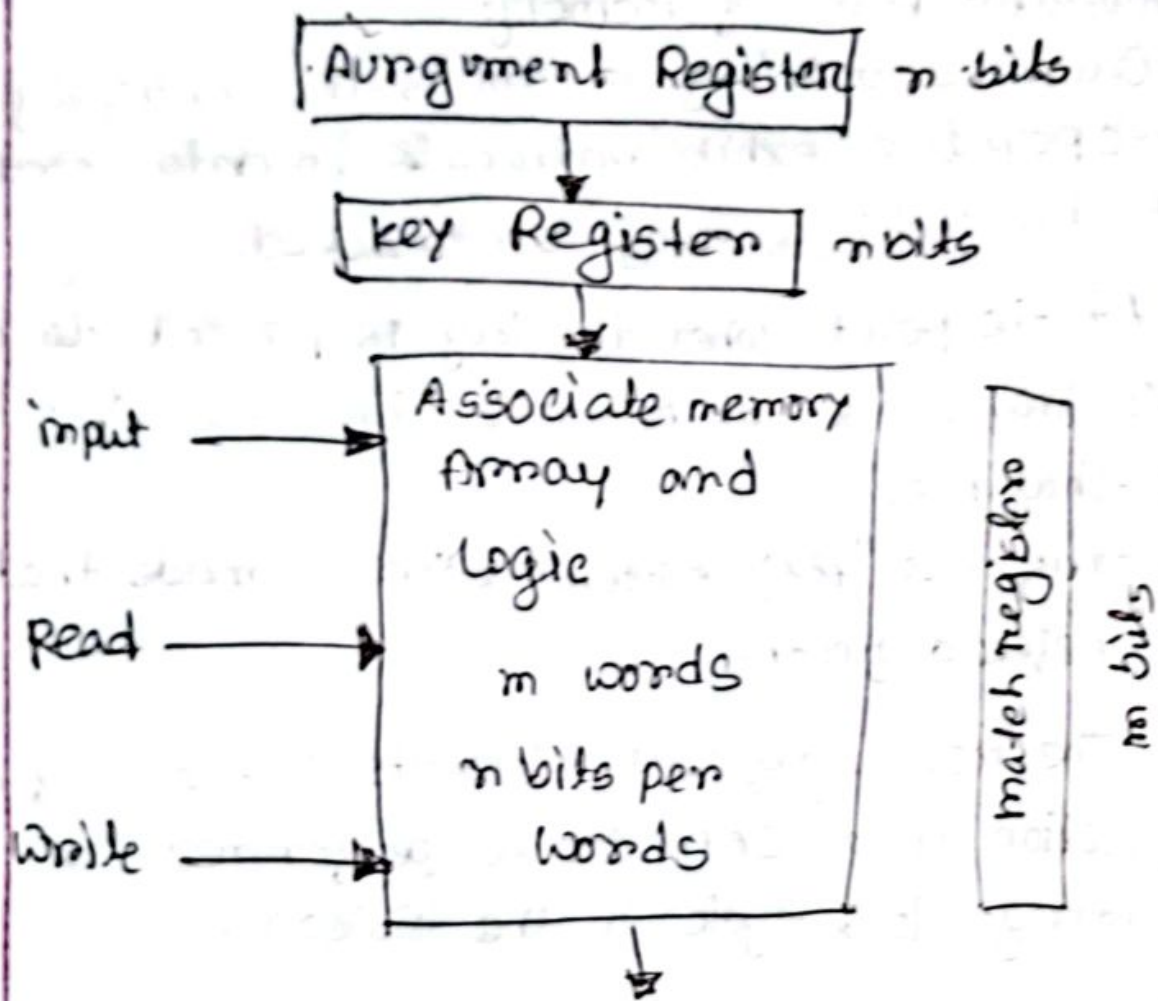 Aurgument Register n bits
key Register n bits
input
Associate memory
Array and
logic
Read
m words
n bits per
Write
words
match register
m bits